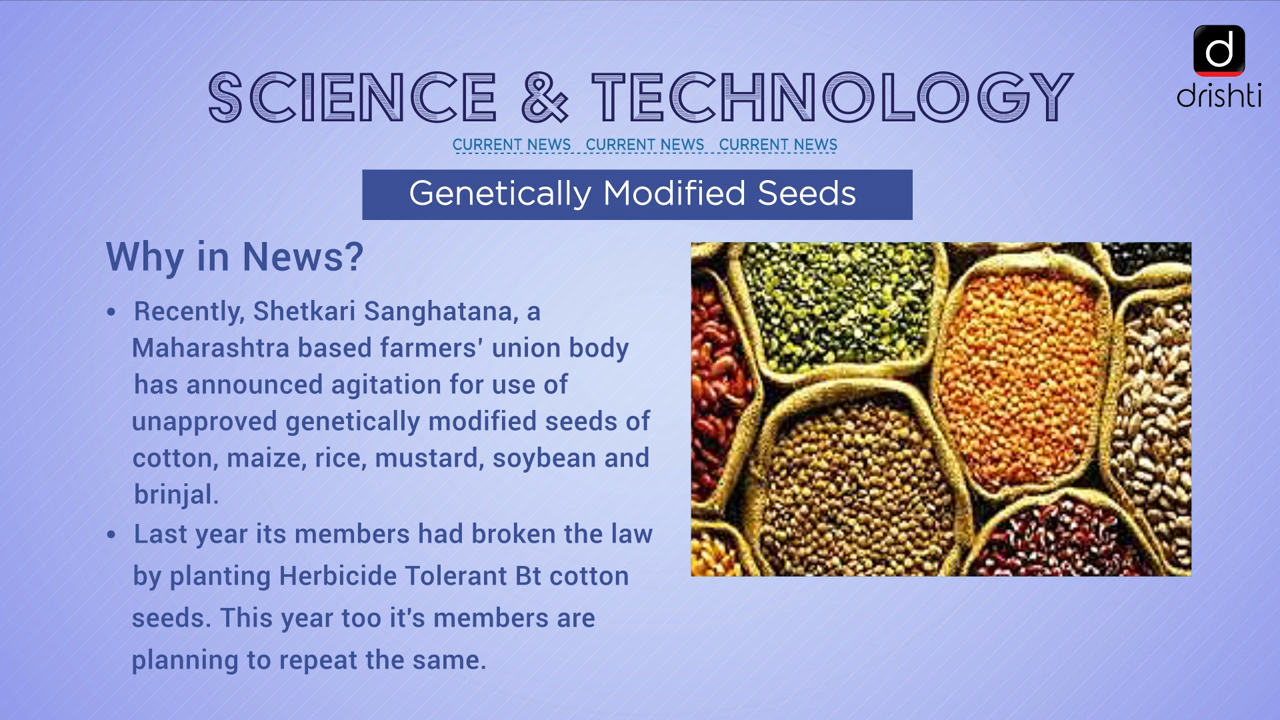 d
drishti
SCIENCE & TECHNOLOGY
CURRENT NEWS CURRENT NEWS CURRENT NEWS
Genetically Modified Seeds
Why in News?
• Recently, Shetkari Sanghatana, a
Maharashtra based farmers' union body
has announced agitation for use of
unapproved genetically modified seeds of
cotton, maize, rice, mustard, soybean and
brinjal.
• Last year its members had broken the law
by planting Herbicide Tolerant Bt cotton
seeds. This year too it's members are
planning to repeat the same.